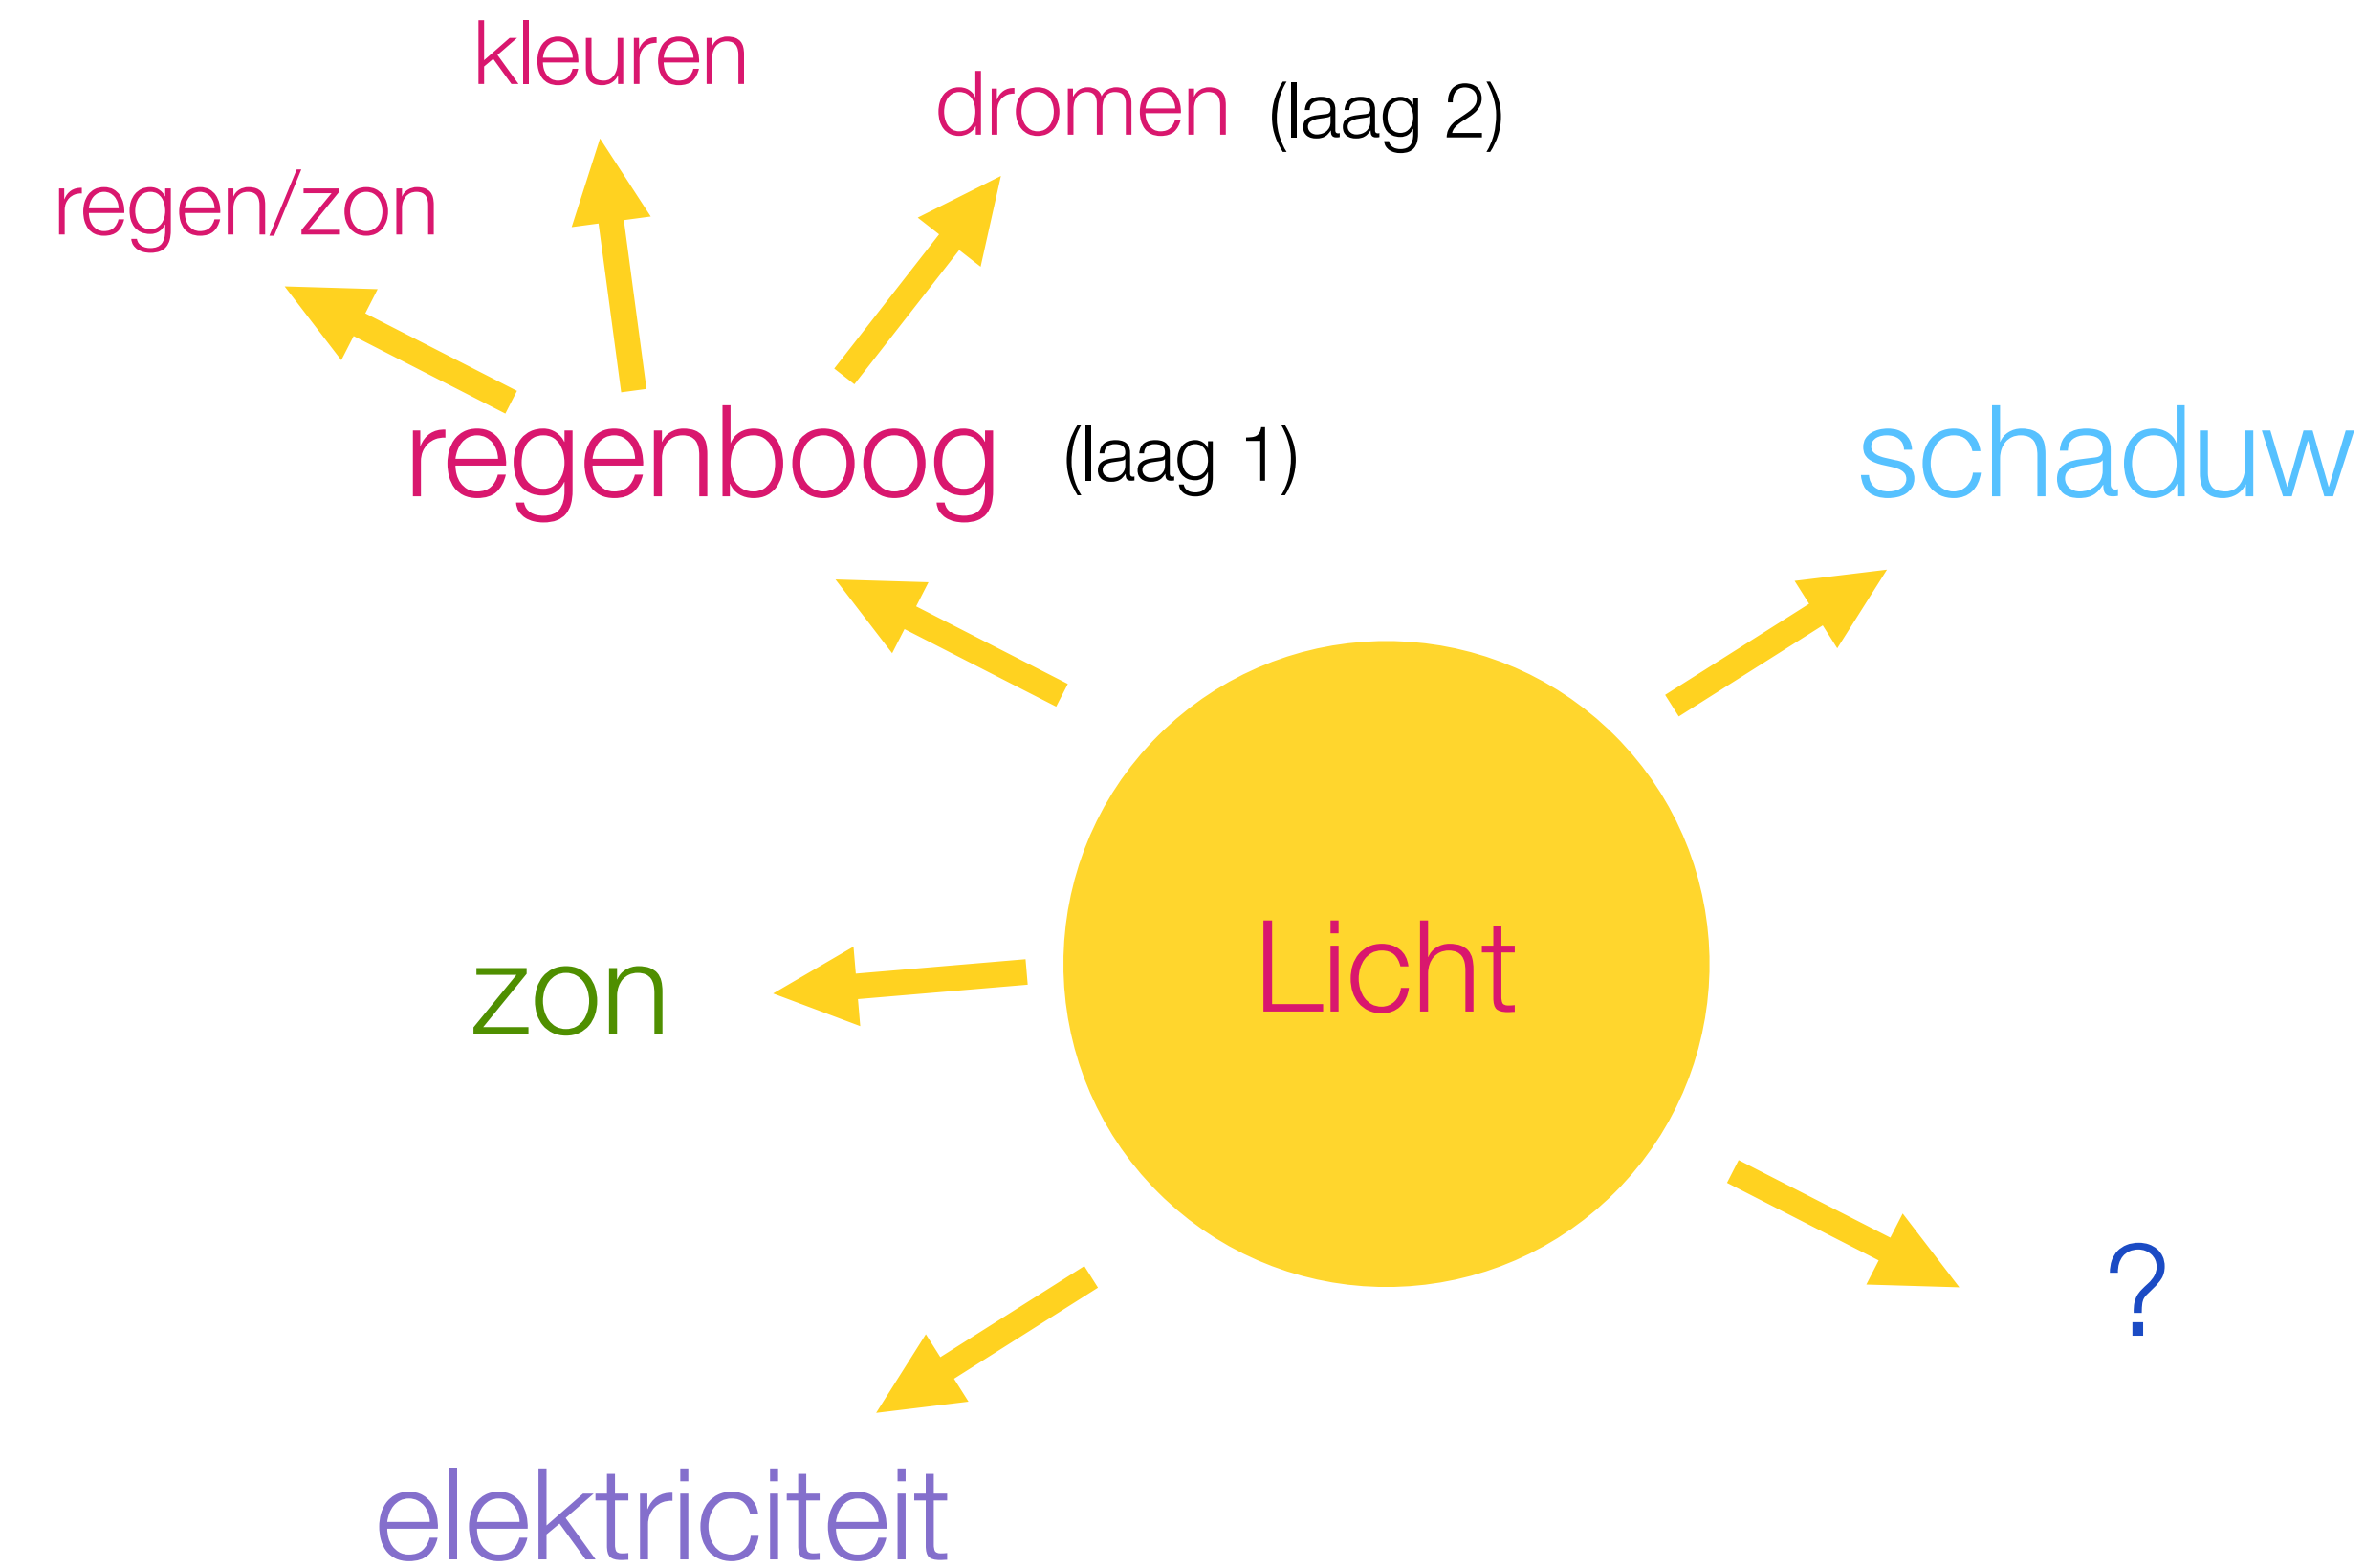 kleuren
dromen (laag 2)
regen/zon
regenboog (laag 1)
schaduw
Licht
zon
?
elektriciteit